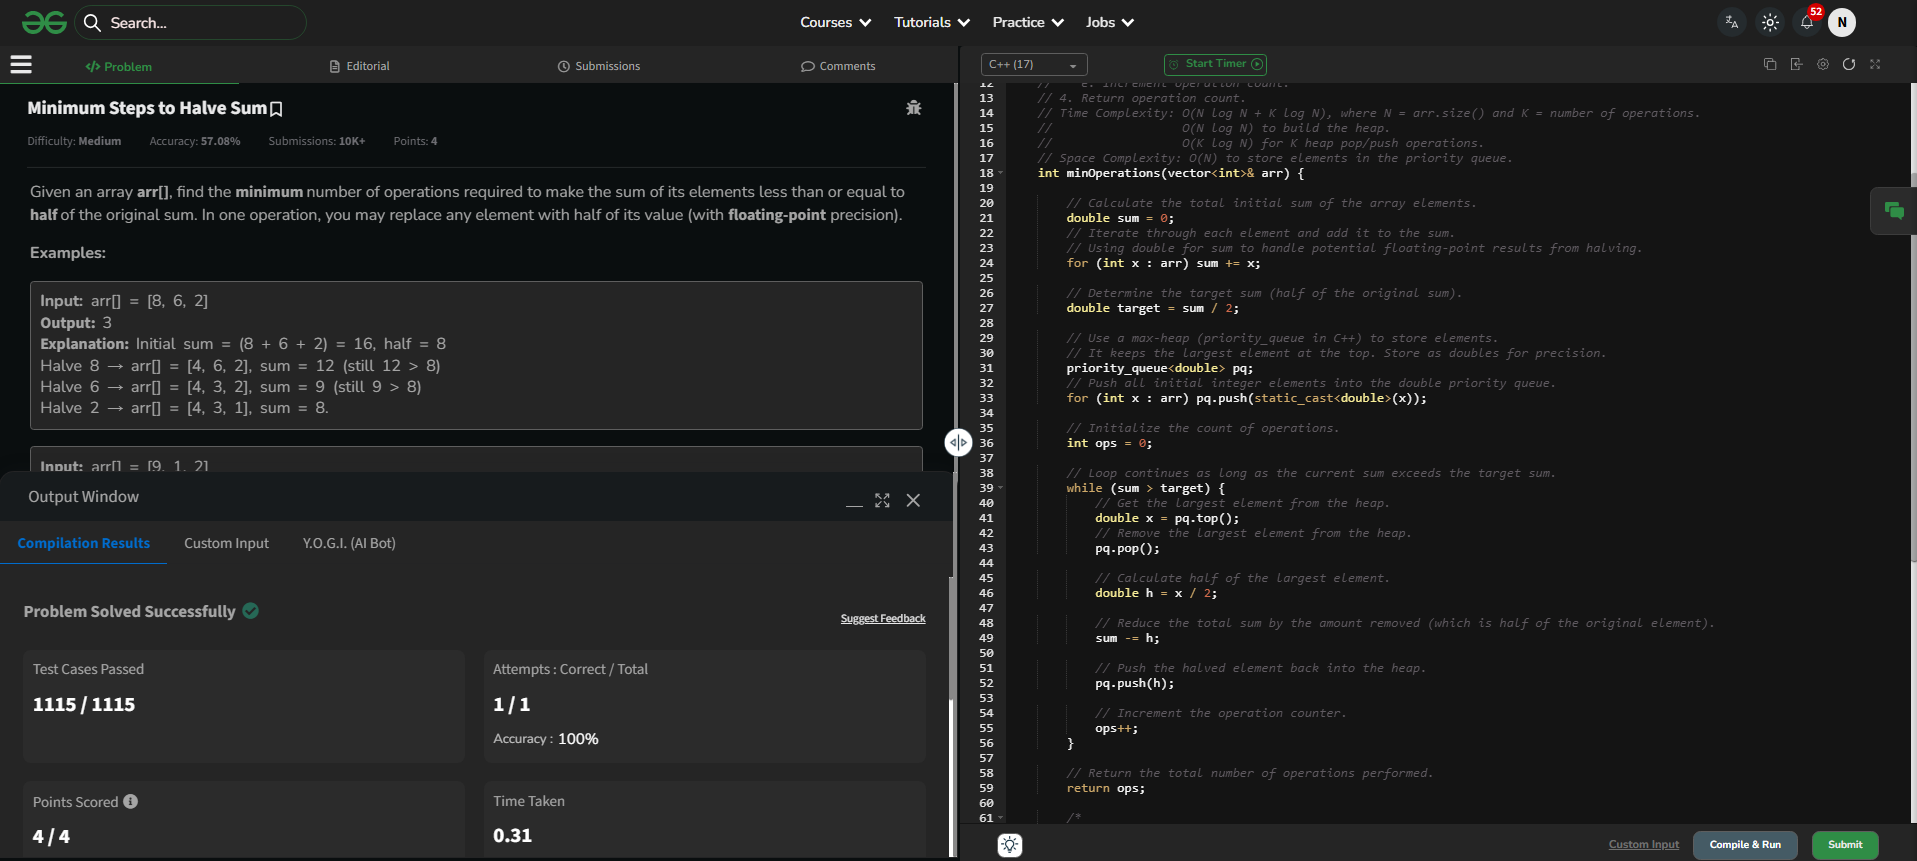 Search...
Courses
Tutorials
Practice
Jobs
52
N
Problem
Editorial
Submissions
Comments
Minimum Steps to Halve Sum
Difficulty: Medium Accuracy: 57.08% Submissions: 10K+ Points: 4
Given an array arr[], find the minimum number of operations required to make the sum of its elements less than or equal to
half of the original sum. In one operation, you may replace any element with half of its value (with floating-point precision).
Examples:
Input: arr[] = [8, 6, 2]
Output: 3
Explanation: Initial sum = (8 + 6 + 2) = 16, half = 8
Halve 8 → arr[] = [4, 6, 2], sum = 12 (still 12 > 8)
Halve 6 → arr[] = [4, 3, 2], sum = 9 (still 9 > 8)
Halve 2 → arr[] = [4, 3, 1], sum = 8.
Input: arr[] = [9, 1, 2]
Output Window
Compilation Results
Custom Input
Y.O.G.I. (AI Bot)
Problem Solved Successfully
Suggest Feedback
Test Cases Passed
1115 / 1115
Attempts : Correct / Total
1 / 1
Accuracy : 100%
Points Scored
4 / 4
Time Taken
0.31
C++ (17)
Start Timer
12 // e. Increment operation count.
13 // 4. Return operation count.
14 // Time Complexity: O(N log N + K log N), where N = arr.size() and K = number of operations.
15 // O(N log N) to build the heap.
16 // O(K log N) for K heap pop/push operations.
17 // Space Complexity: O(N) to store elements in the priority queue.
18 int minOperations(vector<int>& arr) {
19
20 // Calculate the total initial sum of the array elements.
21 double sum = 0;
22 // Iterate through each element and add it to the sum.
23 // Using double for sum to handle potential floating-point results from halving.
24 for (int x : arr) sum += x;
25
26 // Determine the target sum (half of the original sum).
27 double target = sum / 2;
28
29 // Use a max-heap (priority_queue in C++) to store elements.
30 // It keeps the largest element at the top. Store as doubles for precision.
31 priority_queue<double> pq;
32 // Push all initial integer elements into the double priority queue.
33 for (int x : arr) pq.push(static_cast<double>(x));
34
35 // Initialize the count of operations.
36 int ops = 0;
37
38 // Loop continues as long as the current sum exceeds the target sum.
39 while (sum > target) {
40 // Get the largest element from the heap.
41 double x = pq.top();
42 // Remove the largest element from the heap.
43 pq.pop();
44
45 // Calculate half of the largest element.
46 double h = x / 2;
47
48 // Reduce the total sum by the amount removed (which is half of the original element).
49 sum -= h;
50
51 // Push the halved element back into the heap.
52 pq.push(h);
53
54 // Increment the operation counter.
55 ops++;
56 }
57
58 // Return the total number of operations performed.
59 return ops;
60
61 /*
Custom Input
Compile & Run
Submit